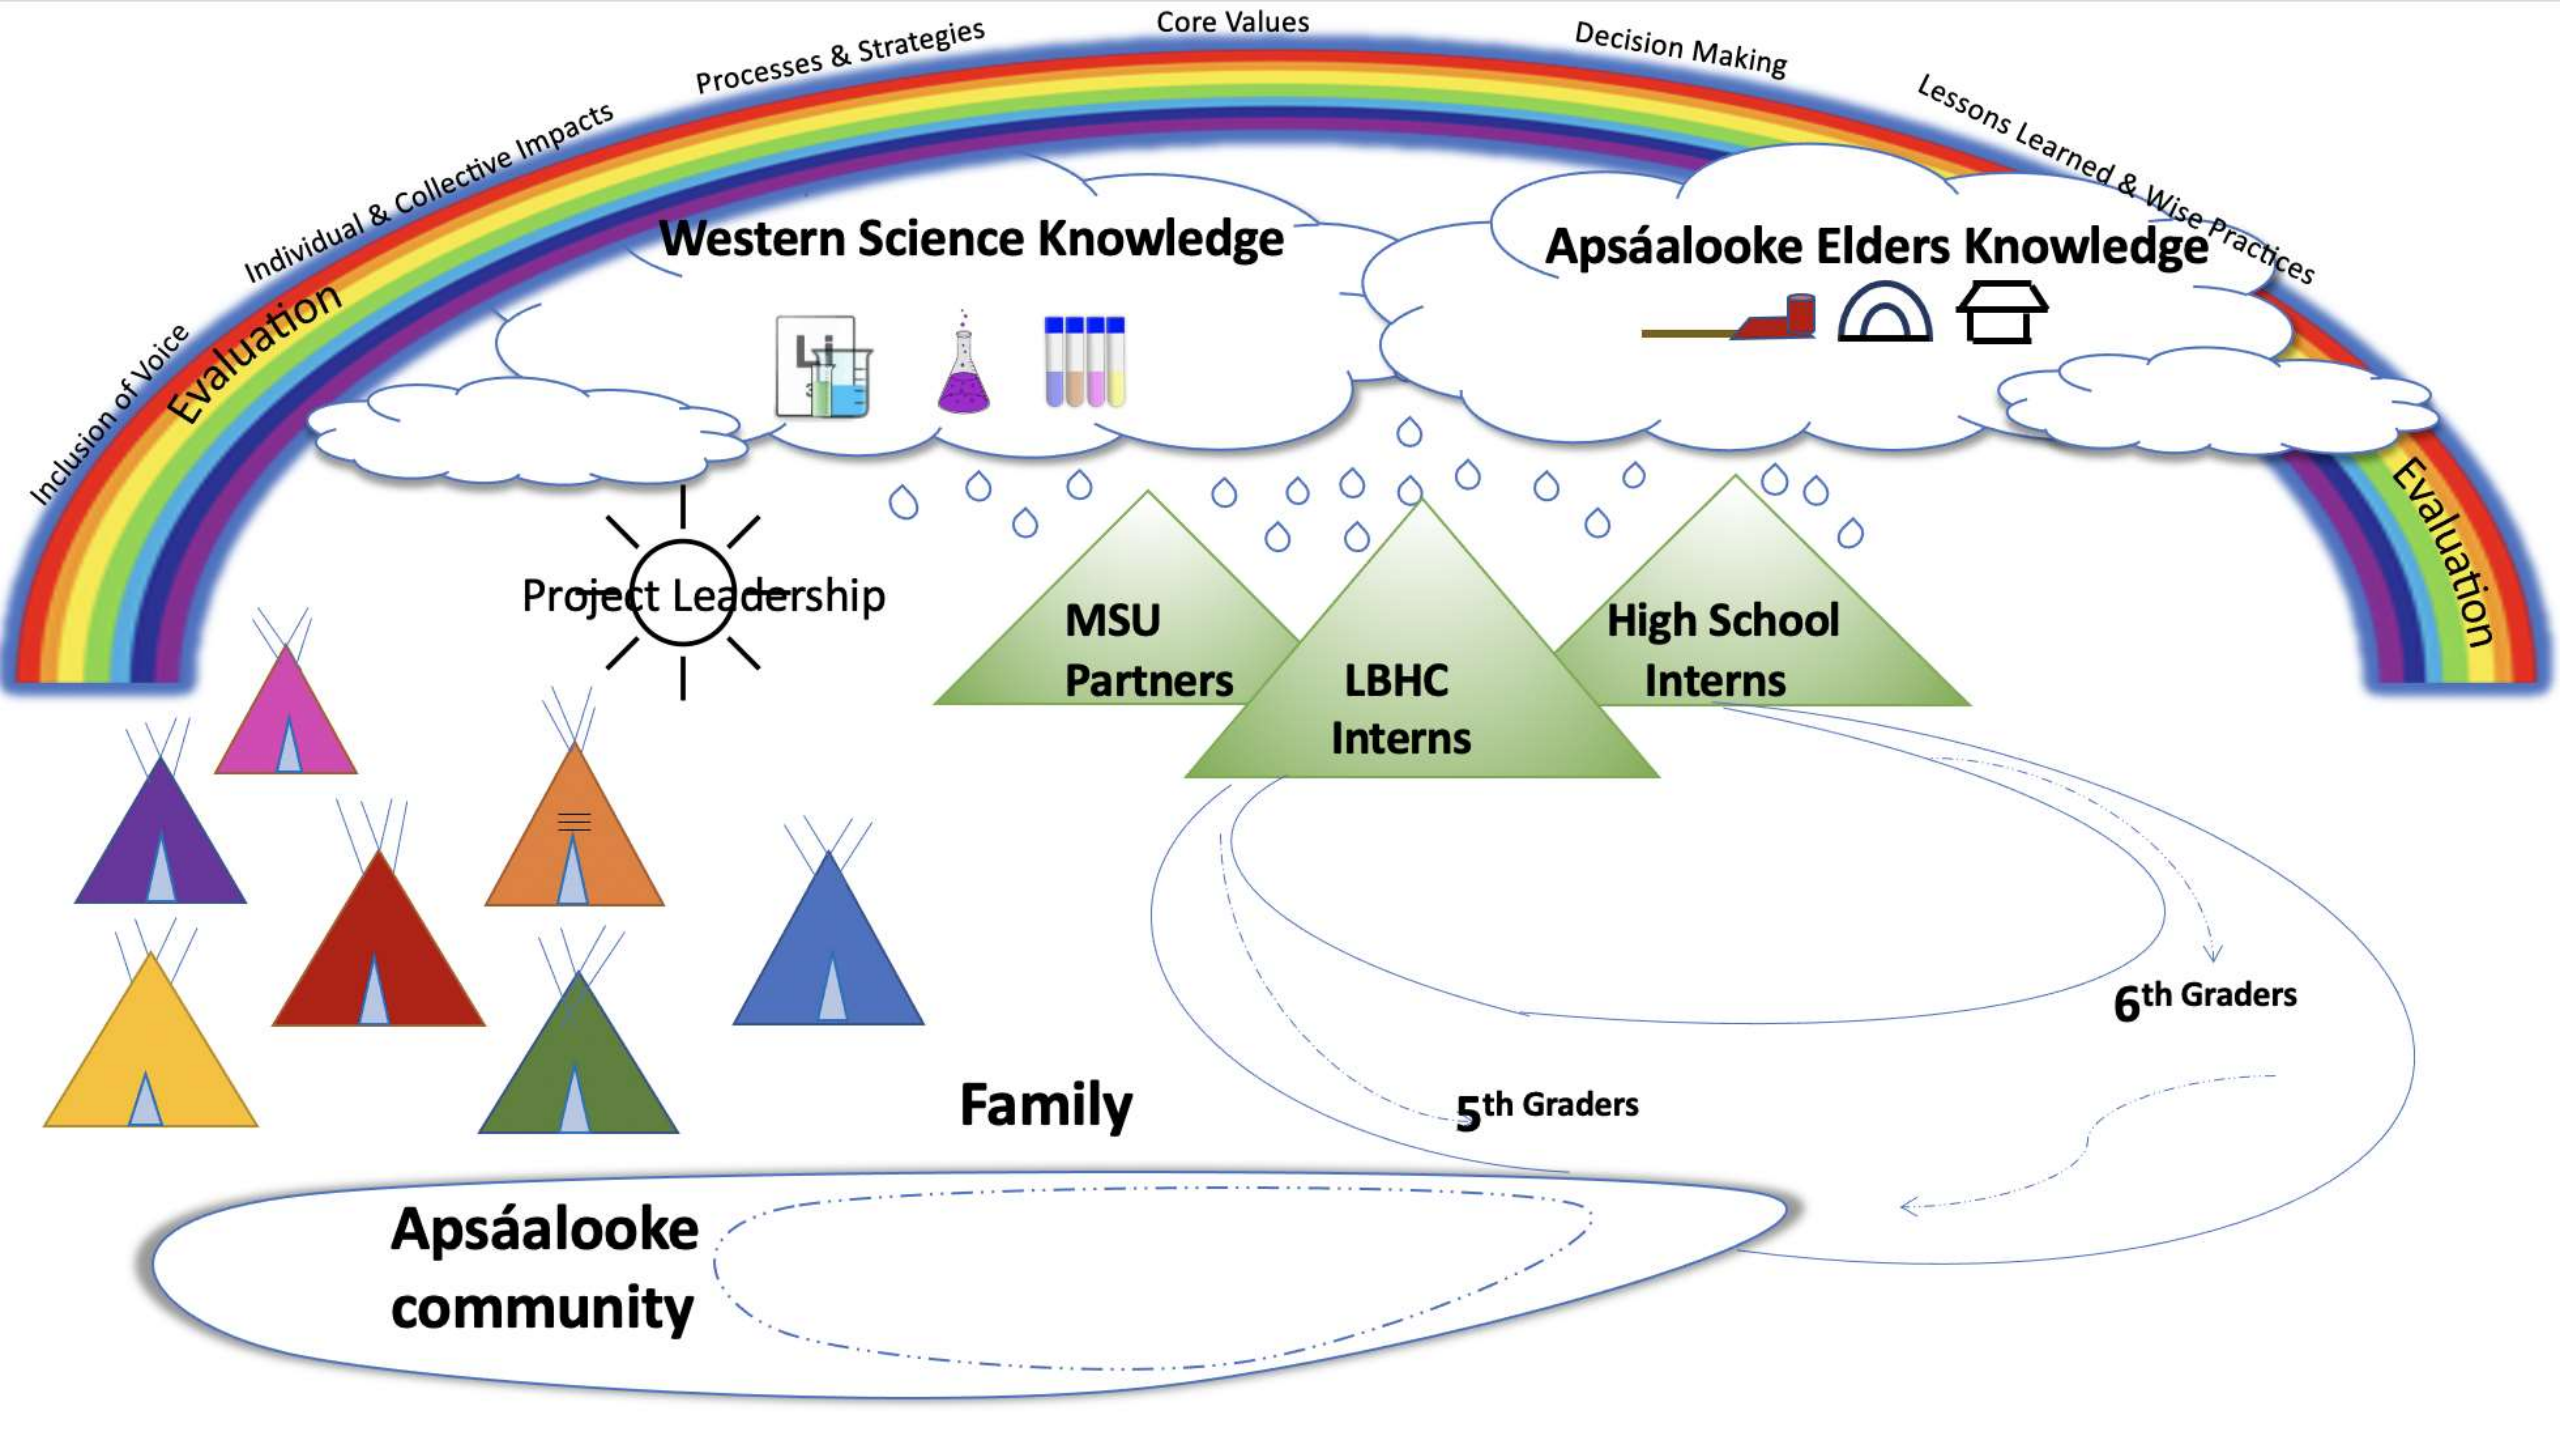 Core Values
Processes & Strategies
Decision Making
Individual & Collective Impacts
Lessons Learned & Wise Practices
Inclusion of Voice
Evaluation
Western Science Knowledge
Apsáalooke Elders Knowledge
Li
3
Evaluation
Project Leadership
MSU
Partners
LBHC
Interns
High School
Interns
6th Graders
5th Graders
Family
Apsáalooke
community